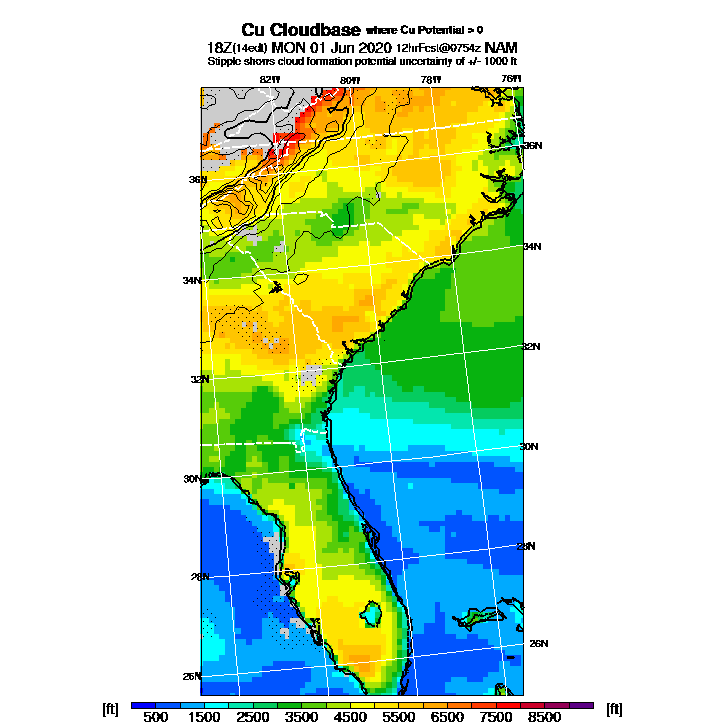 Cu Cloudbase where Cu Potential > 0
18Z(14edt) MON 01 Jun 2020 12hrFcst@0754z NAM
Stipple shows cloud formation potential uncertainty of +/- 1000 ft
82W 80W 78W 76W
36N
36N
34N
34N
32N
32N
30N
30N
28N
28N
26N
26N
[ft] 500 1500 2500 3500 4500 5500 6500 7500 8500 [ft]